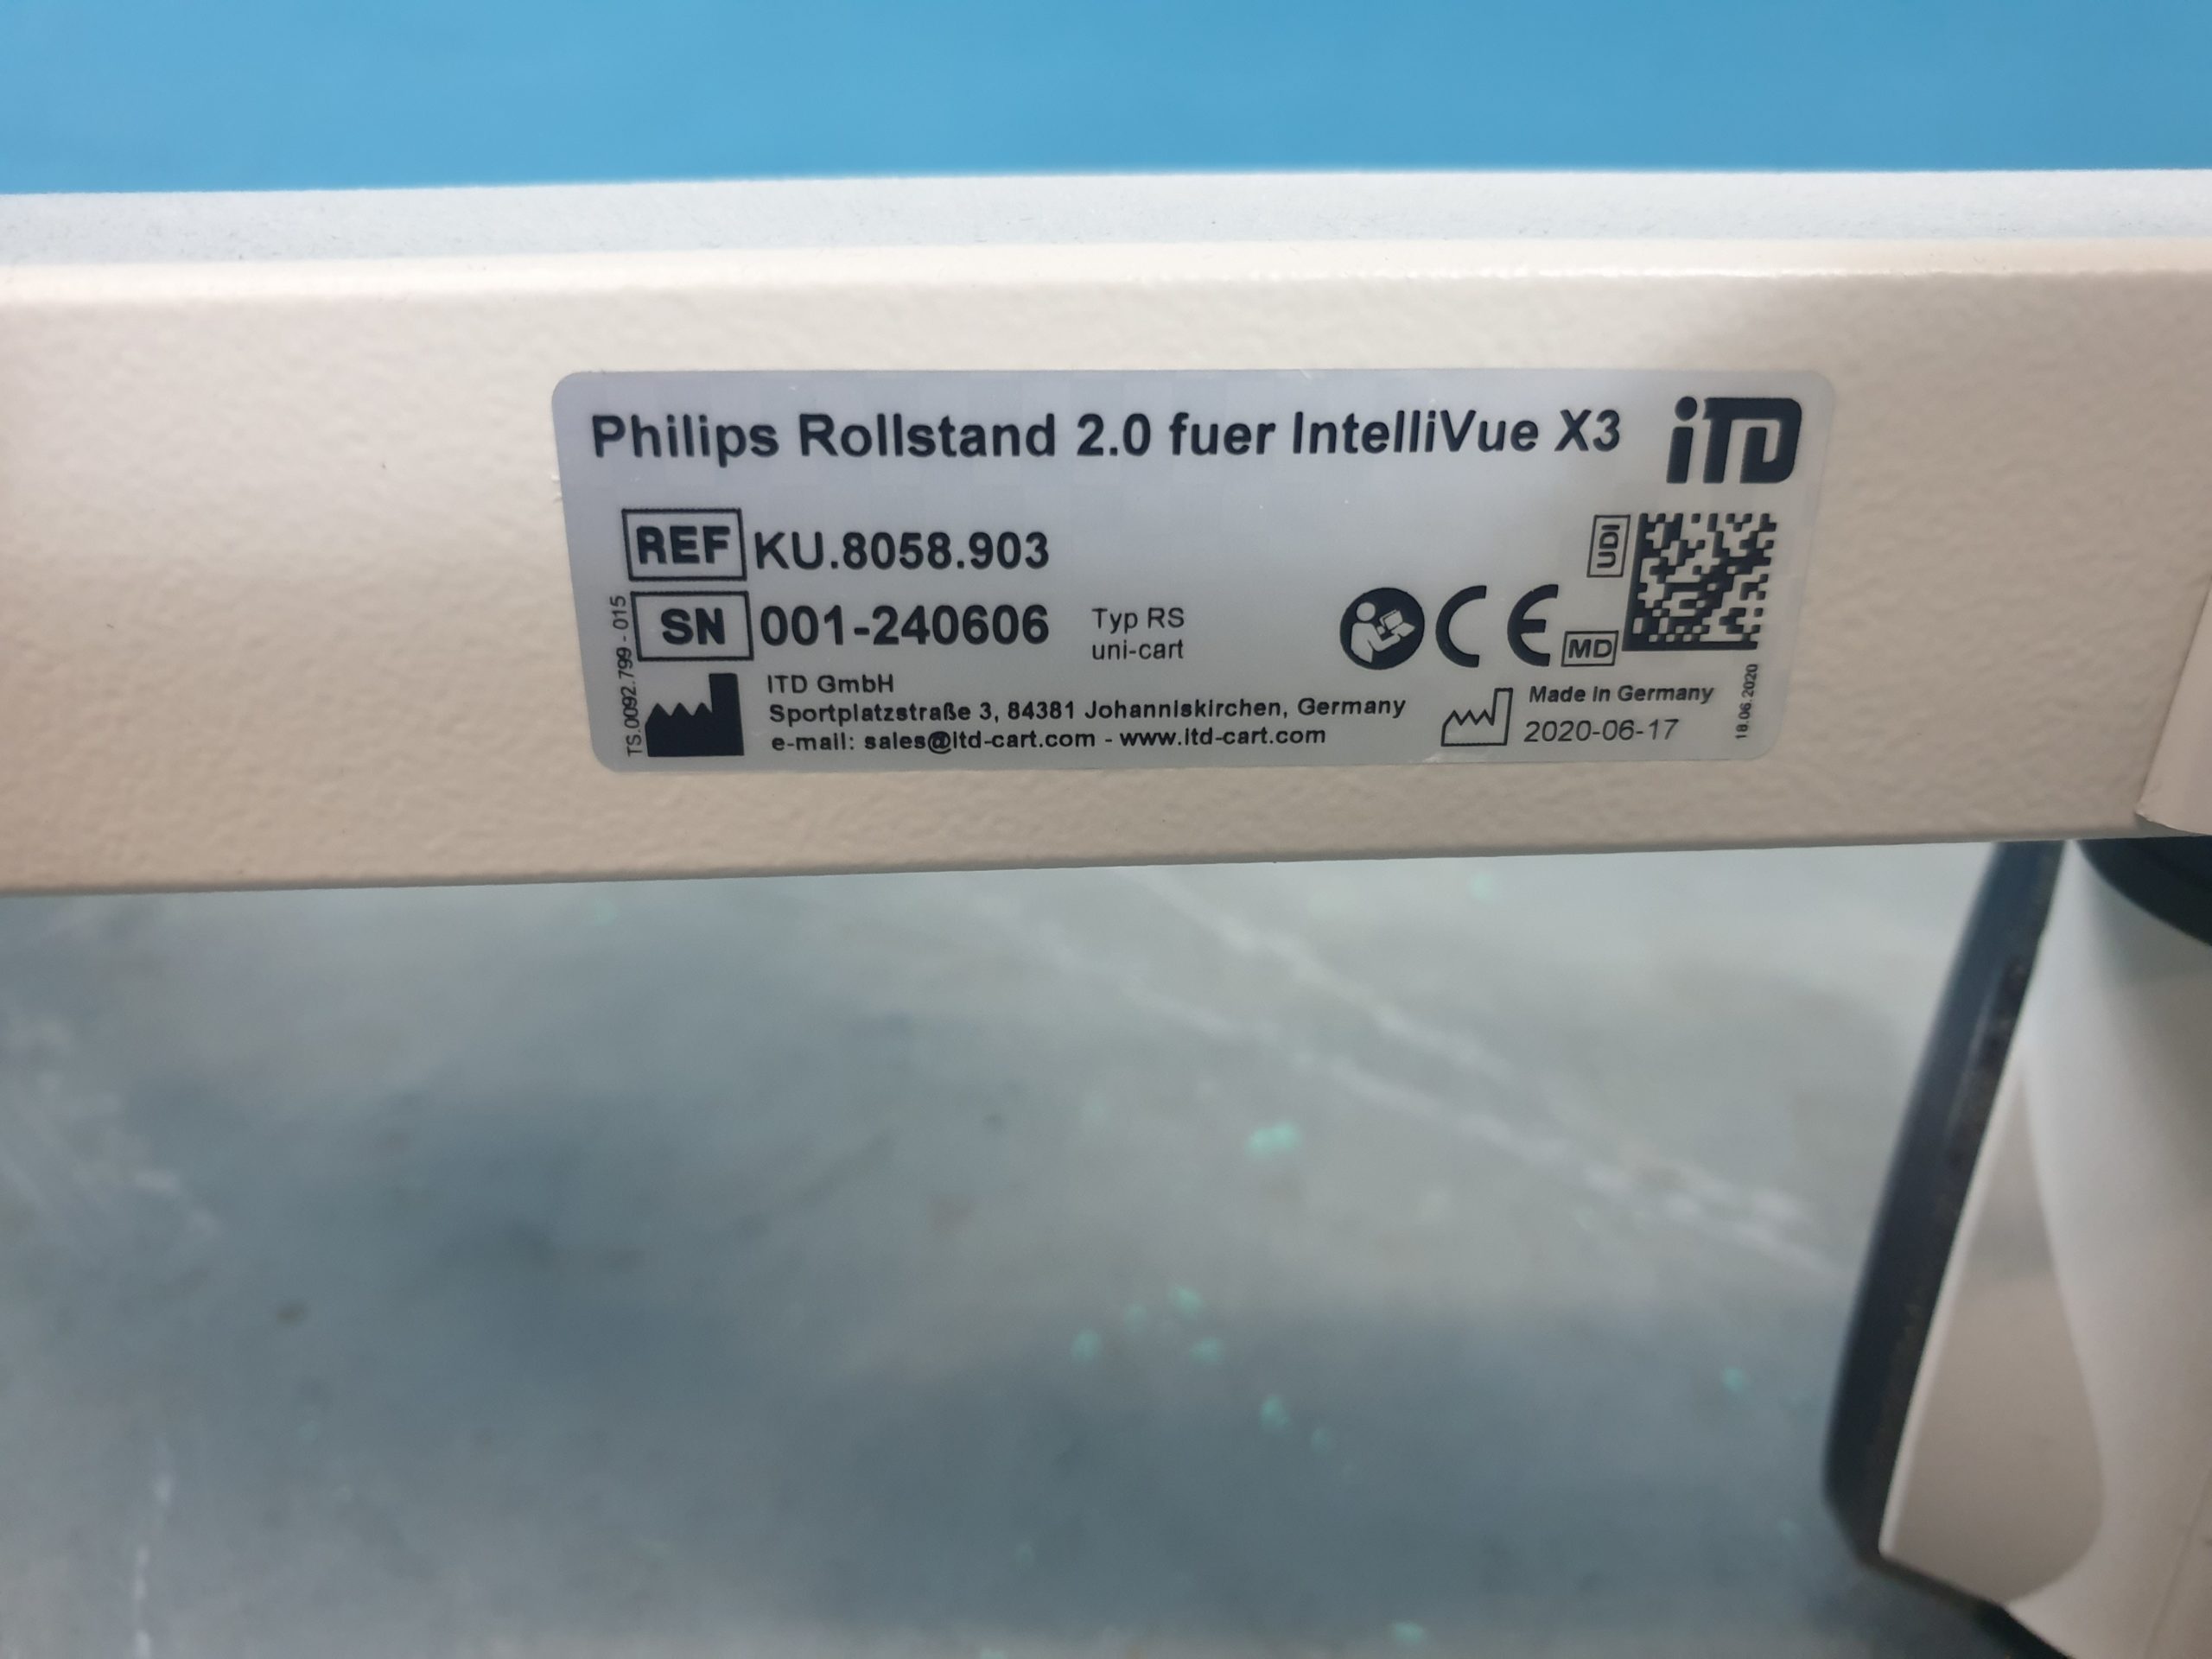 Philips Rollstand 2.0 fuer IntelliVue X3
iTD
REF KU.8058.903
UDI
SN 001-240606
Typ RS
uni-cart
CE
MD
TS.0092.799 - 015
ITD GmbH
Sportplatzstraße 3, 84381 Johanniskirchen, Germany
e-mail: sales@itd-cart.com - www.itd-cart.com
Made in Germany
2020-06-17
18.06.2020